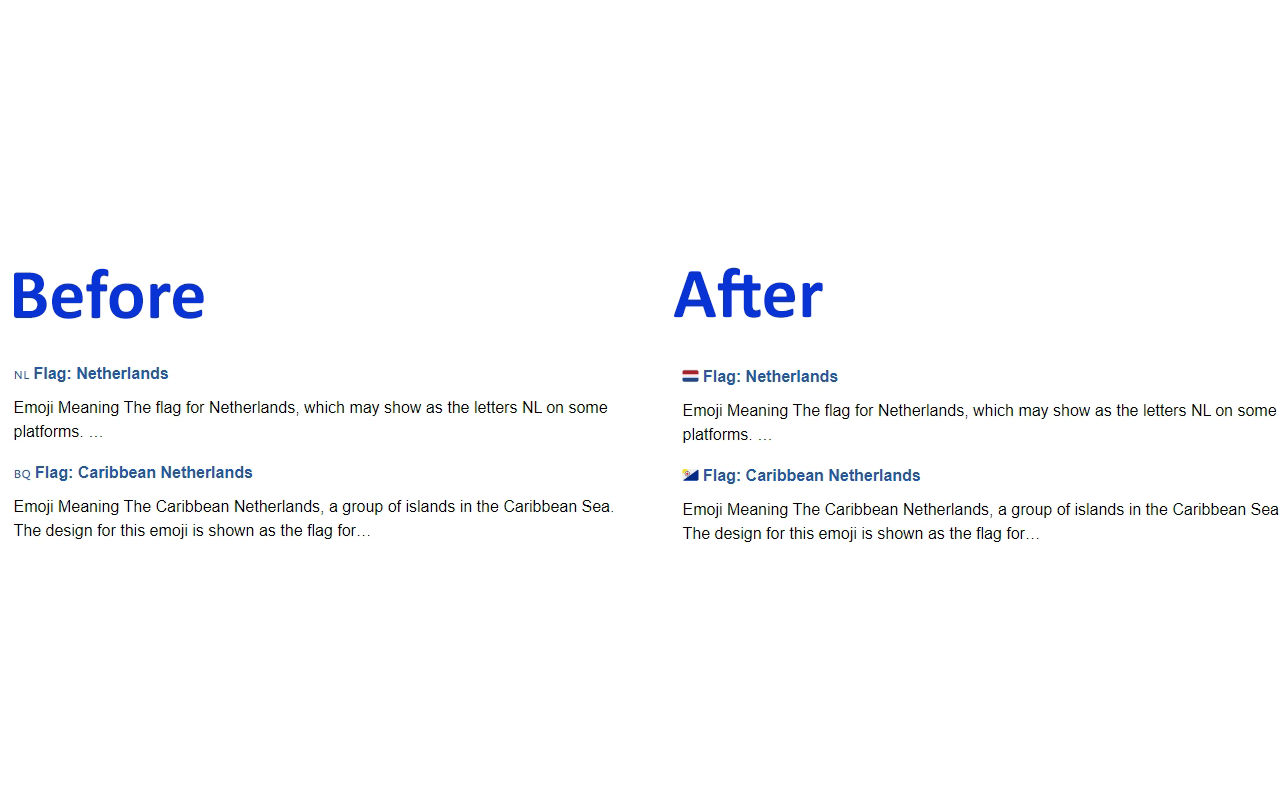 Before
NL Flag: Netherlands
Emoji Meaning The flag for Netherlands, which may show as the letters NL on some
platforms. …
BQ Flag: Caribbean Netherlands
Emoji Meaning The Caribbean Netherlands, a group of islands in the Caribbean Sea.
The design for this emoji is shown as the flag for…
After
Flag: Netherlands
Emoji Meaning The flag for Netherlands, which may show as the letters NL on some
platforms. …
Flag: Caribbean Netherlands
Emoji Meaning The Caribbean Netherlands, a group of islands in the Caribbean Sea
The design for this emoji is shown as the flag for…